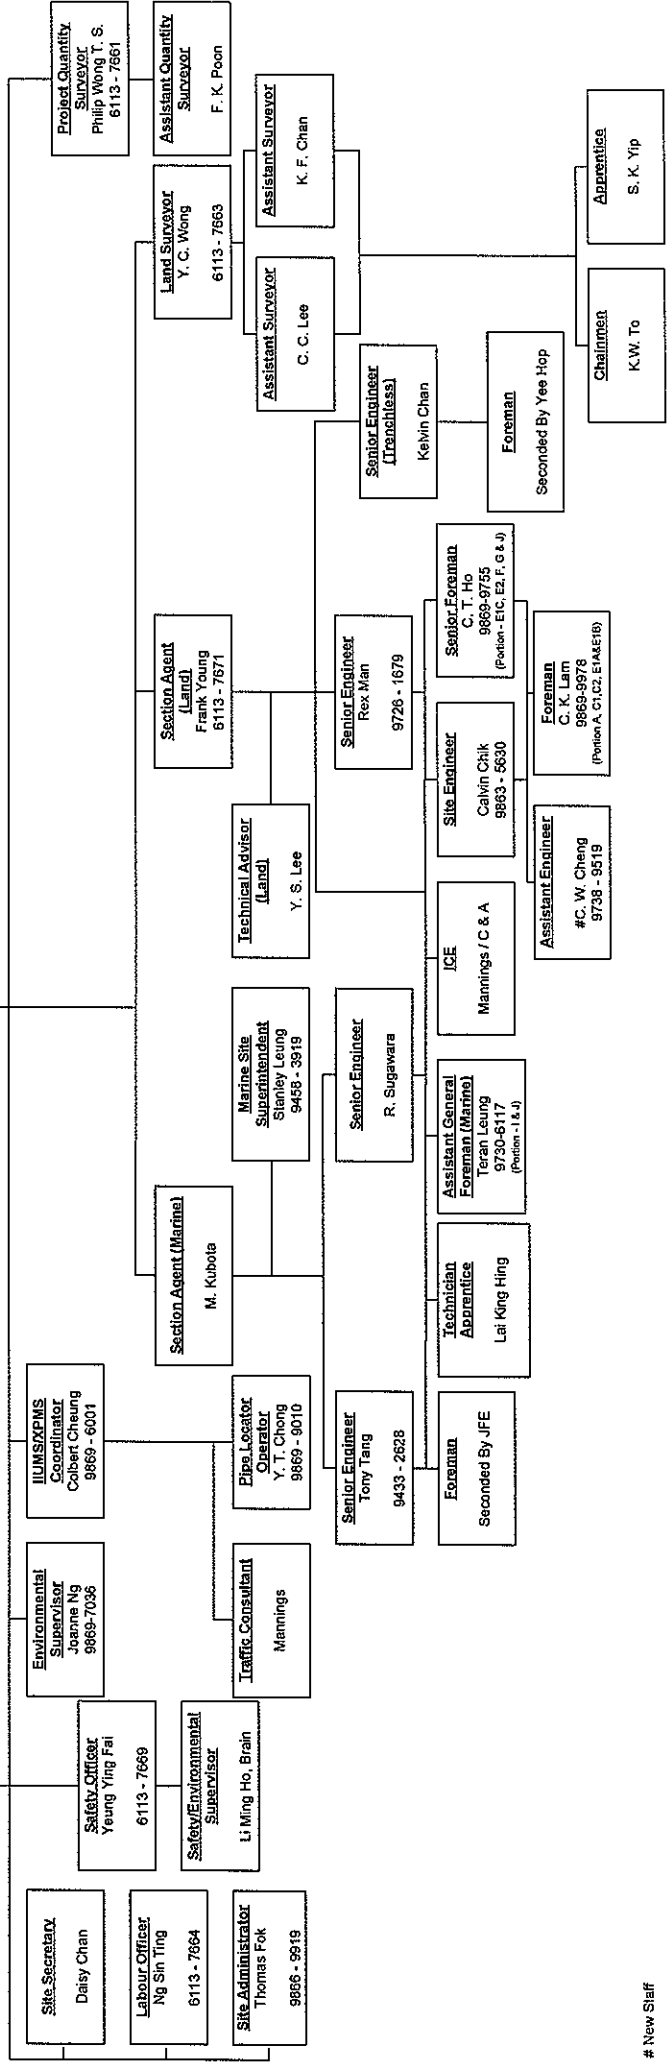 Project Quantity
Surveyor
Philip Wong T. S.
6113 - 7661
Assistant Quantity
Surveyor
F. K. Poon
Land Surveyor
Y. C. Wong
6113 - 7663
Assistant Surveyor
K. F. Chan
Assistant Surveyor
C. C. Lee
Apprentice
S. K. Yip
Chainmen
K.W. To
Section Agent
(Land)
Frank Young
6113 - 7671
Technical Advisor
(Land)
Y. S. Lee
Senior Engineer
(Trenchless)
Kelvin Chan
Foreman
Seconded By Yee Hop
Senior Engineer
Rex Man
9726 - 1679
Senior Foreman
C. T. Ho
9869-9755
(Portion - E1C, E2, F, G & J)
Site Engineer
Calvin Chik
9863 - 5630
Foreman
C. K. Lam
9869-9978
(Portion A, C1,C2, E1A&E1B)
Assistant Engineer
#C. W. Cheng
9738 - 9519
ICE
Mannings / C & A
Section Agent (Marine)
M. Kubota
Marine Site
Superintendent
Stanley Leung
9458 - 3919
Senior Engineer
R. Sugawara
Assistant General
Foreman (Marine)
Teran Leung
9730-6117
(Portion - I & J)
Technician
Apprentice
Lai King Hing
Senior Engineer
Tony Tang
9433 - 2628
Foreman
Seconded By JFE
IIUMS/XPMS
Coordinator
Colbert Cheung
9869 - 6001
Pipe Locator
Operator
Y. T. Chong
9869 - 9010
Traffic Consultant
Mannings
Environmental
Supervisor
Joanne Ng
9869-7036
Safety Officer
Yeung Ying Fai
6113 - 7669
Safety/Environmental
Supervisor
Li Ming Ho, Brain
Site Secretary
Daisy Chan
Labour Officer
Ng Sin Ting
6113 - 7664
Site Administrator
Thomas Fok
9866 - 9919
# New Staff